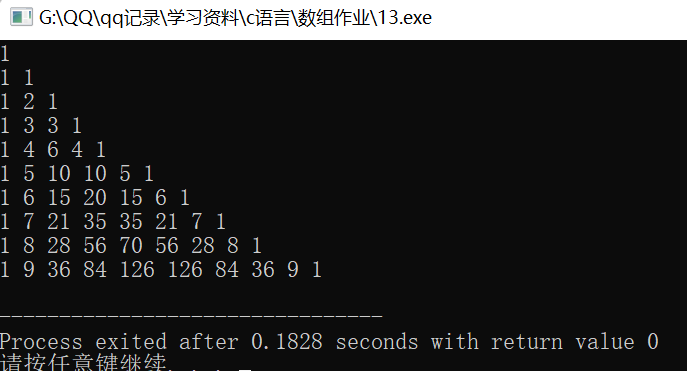 G:\QQ\qq记录\学习资料\c语言\数组作业\13.exe
1
1 1
1 2 1
1 3 3 1
1 4 6 4 1
1 5 10 10 5 1
1 6 15 20 15 6 1
1 7 21 35 35 21 7 1
1 8 28 56 70 56 28 8 1
1 9 36 84 126 126 84 36 9 1
--------------------------------
Process exited after 0.1828 seconds with return value 0
请按任意键继续. . .